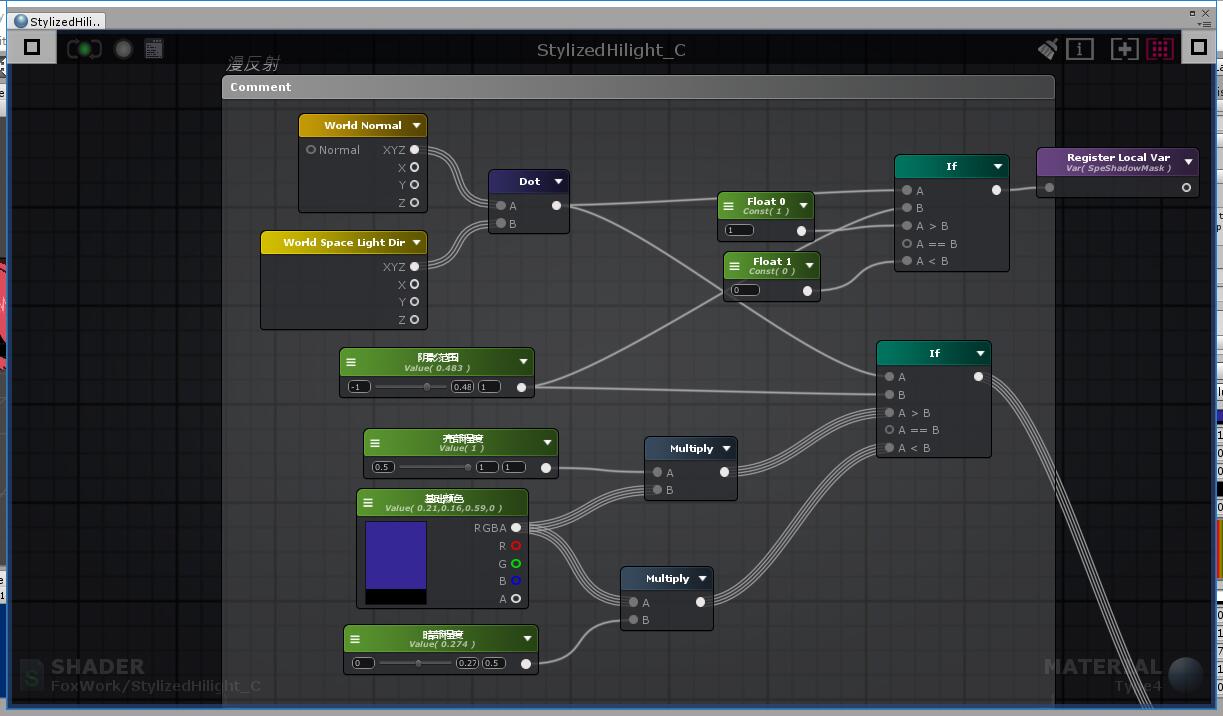 StylizedHili..
StylizedHilight_C
漫反射
Comment
World Normal
Normal
XYZ
X
Y
Z
World Space Light Dir
XYZ
X
Y
Z
Dot
A
B
Float 0
Const( 1 )
1
Float 1
Const( 0 )
0
If
A
B
A > B
A == B
A < B
Register Local Var
Var( SpeShadowMask )
阴影范围
Value( 0.483 )
-1
0.48
1
If
A
B
A > B
A == B
A < B
亮部程度
Value( 1 )
0.5
1
1
Multiply
A
B
基础颜色
Value( 0.21,0.16,0.59,0 )
RGBA
R
G
B
A
Multiply
A
B
暗部程度
Value( 0.274 )
0
0.27
0.5
S
SHADER
FoxWork/StylizedHilight_C
MATERIAL
Type4